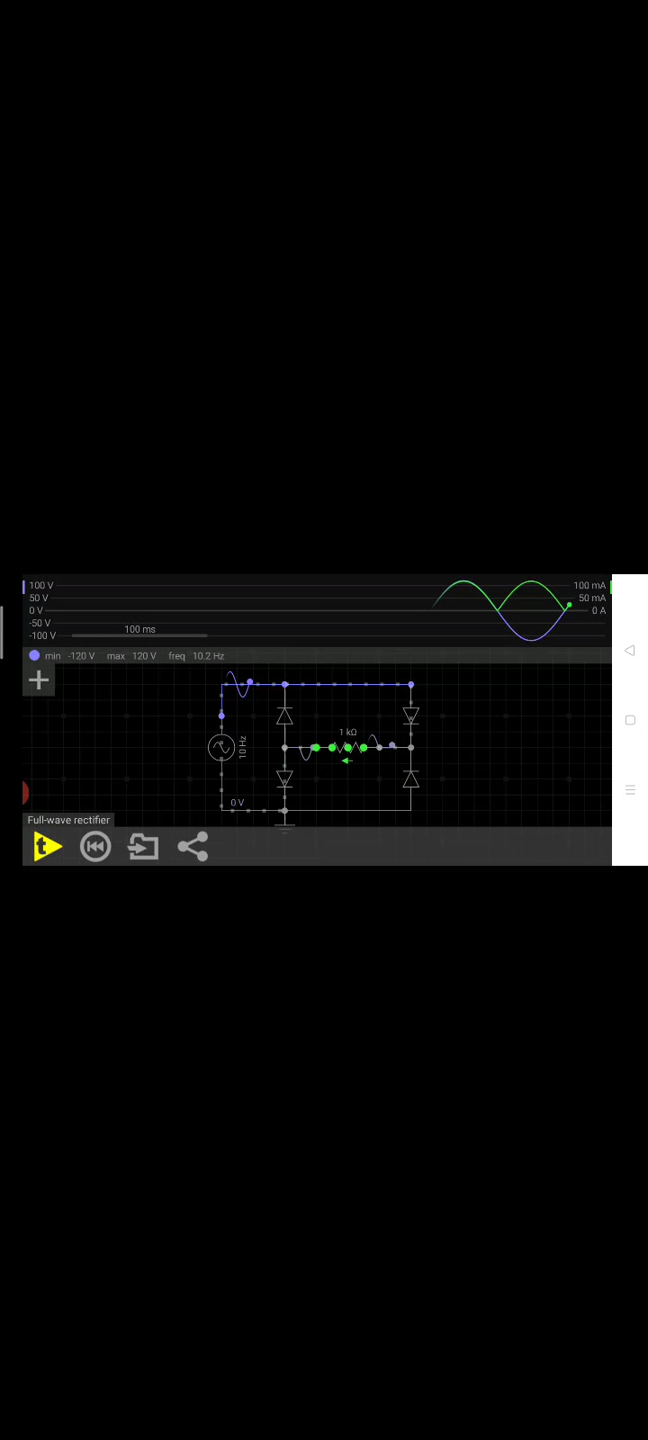 100 V
50 V
0 V
-50 V
-100 V
100 ms
100 mA
50 mA
0 A
min -120 V max 120 V freq 10.2 Hz
10 Hz
1 kΩ
0 V
Full-wave rectifier
t